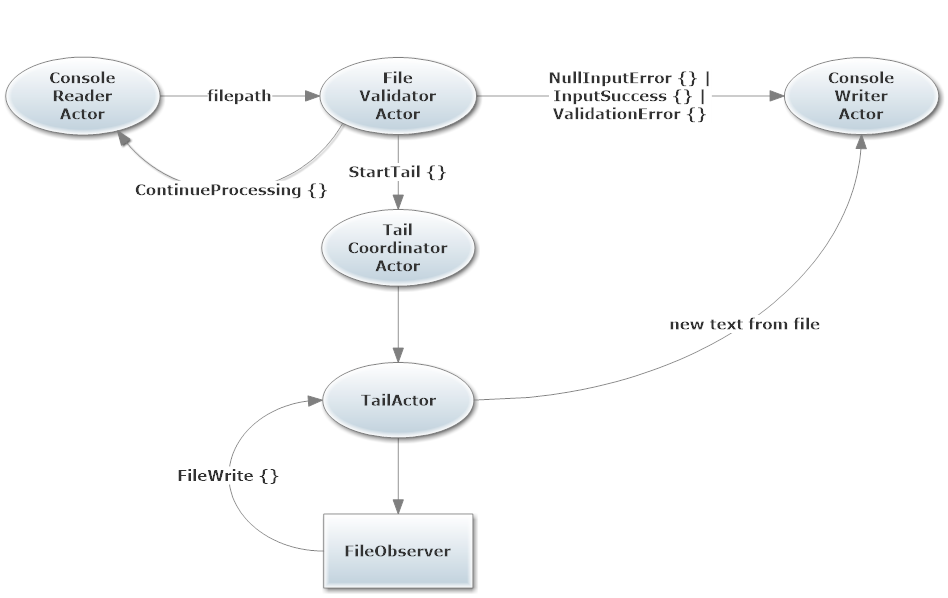 Console
Reader
Actor
filepath
File
Validator
Actor
NullInputError {} |
InputSuccess {} |
ValidationError {}
Console
Writer
Actor
ContinueProcessing {}
StartTail {}
Tail
Coordinator
Actor
new text from file
TailActor
FileWrite {}
FileObserver